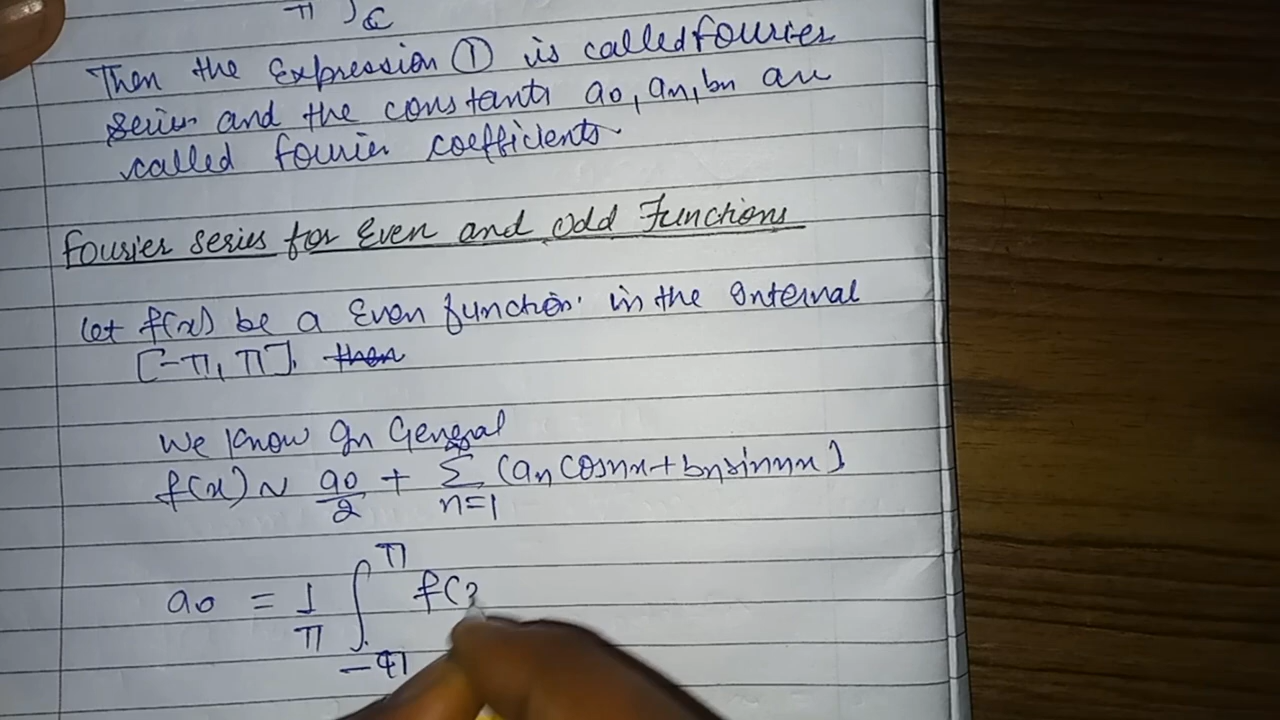 π ∫c
Then the Expression ① is called fourier
series and the constants a0, an, bn are
called fourier coefficients.
Fourier series for Even and Odd Functions
Let f(x) be a Even function in the Interval
[-π, π]. then
We Know In General
f(x) ~ a0/2 + ∞Σn=1 (an cosnx + bn sinnx)
a0 = 1/π ∫-π^π f(x